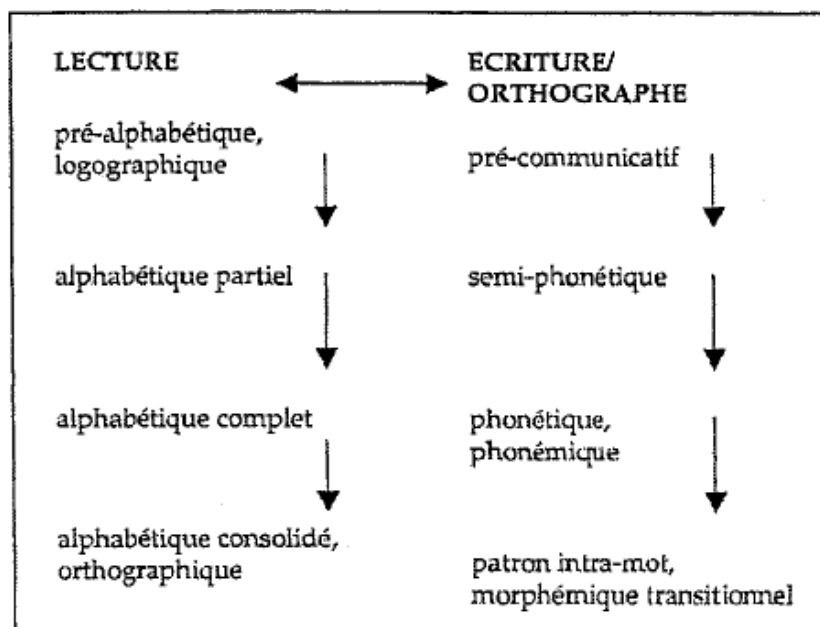 LECTURE
pré-alphabétique,
logographique
alphabétique partiel
alphabétique complet
alphabétique consolidé,
orthographique
ECRITURE/
ORTHOGRAPHE
pré-communicatif
semi-phonétique
phonétique,
phonémique
patron intra-mot,
morphémique transitionnel